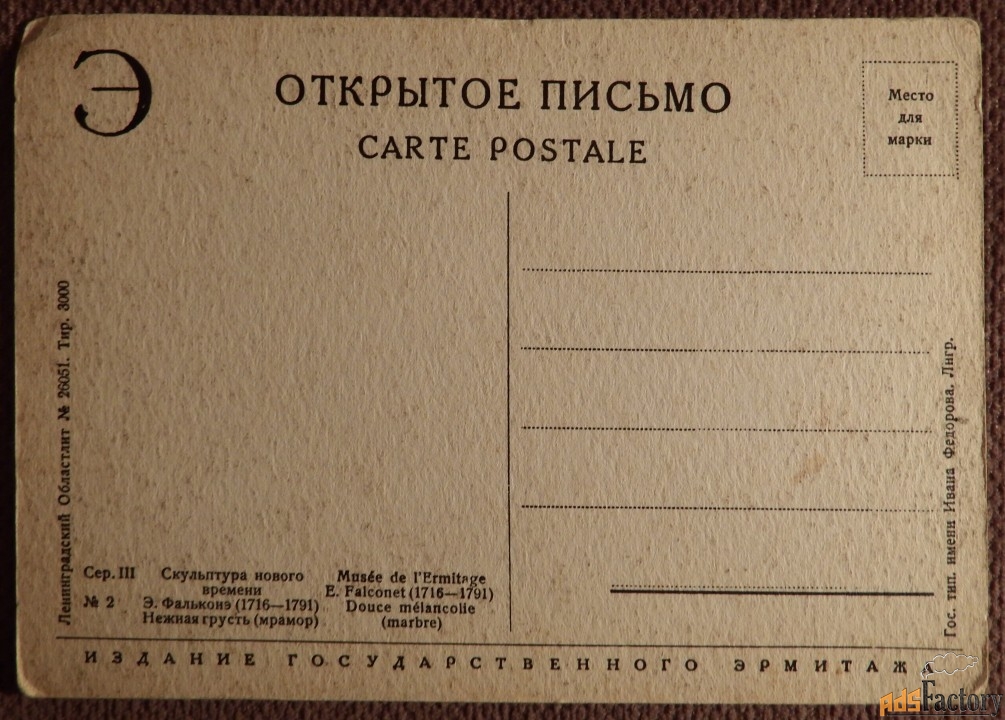 Э
ОТКРЫТОЕ ПИСЬМО
CARTE POSTALE
Место
для
марки
Ленинградский Областлит № 26051. Тир. 3000
Сер. III Скульптура нового
времени
№ 2 Э. Фальконэ (1716—1791)
Нежная грусть (мрамор)
Musée de l'Ermitage
E. Falconet (1716—1791)
Douce mélancolie
(marbre)
Гос. тип. имени Ивана Федорова. Лнгр.
ИЗДАНИЕ ГОСУДАРСТВЕННОГО ЭРМИТАЖА
AdsFactory